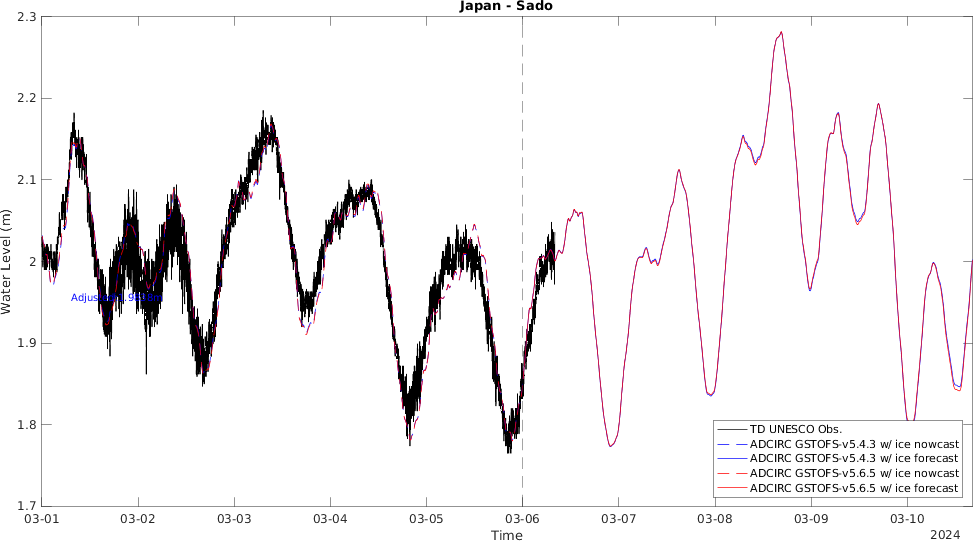 Japan - Sado
2.3
2.2
2.1
2
1.9
1.8
1.7
Water Level (m)
03-01
03-02
03-03
03-04
03-05
03-06
03-07
03-08
03-09
03-10
Time
2024
TD UNESCO Obs.
ADCIRC GSTOFS-v5.4.3 w/ ice nowcast
ADCIRC GSTOFS-v5.4.3 w/ ice forecast
ADCIRC GSTOFS-v5.6.5 w/ ice nowcast
ADCIRC GSTOFS-v5.6.5 w/ ice forecast